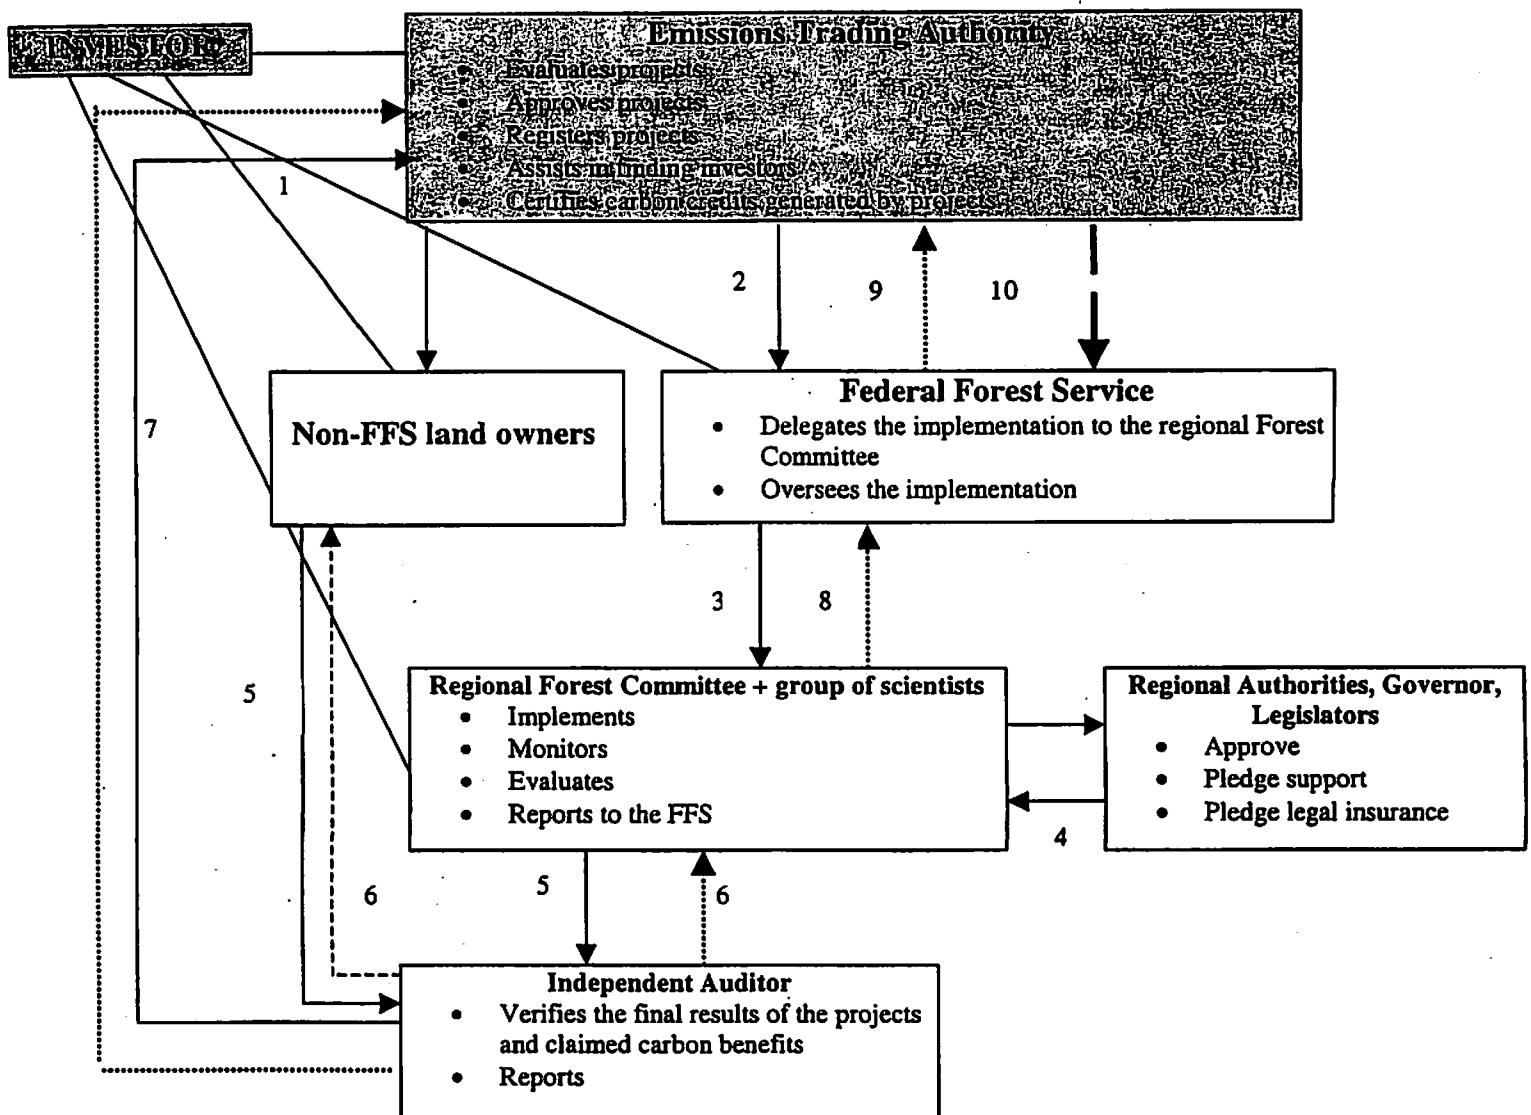 INVESTOR
Emissions Trading Authority
• Evaluates projects
• Approves projects
• Registers projects
• Assists in finding investors
• Certifies carbon credits generated by projects
1
2
9
10
Non-FFS land owners
Federal Forest Service
• Delegates the implementation to the regional Forest
Committee
• Oversees the implementation
7
3
8
5
Regional Forest Committee + group of scientists
• Implements
• Monitors
• Evaluates
• Reports to the FFS
Regional Authorities, Governor,
Legislators
• Approve
• Pledge support
• Pledge legal insurance
4
6
5
6
Independent Auditor
• Verifies the final results of the projects
and claimed carbon benefits
• Reports